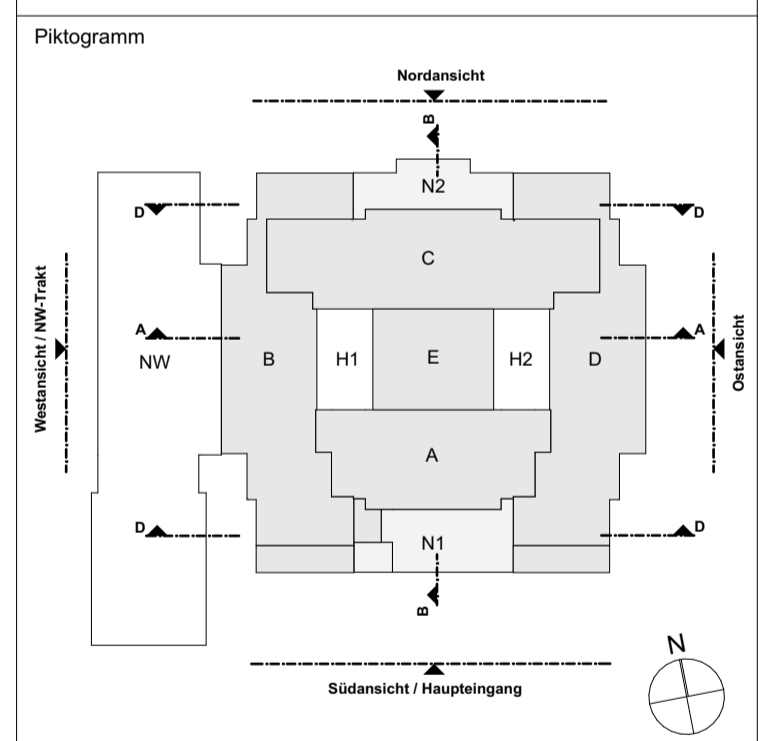 Piktogramm
Nordansicht
B
N2
D
D
C
Westansicht / NW-Trakt
A
A
NW
B
H1
E
H2
D
Ostansicht
A
D
D
N1
B
N
Südansicht / Haupteingang